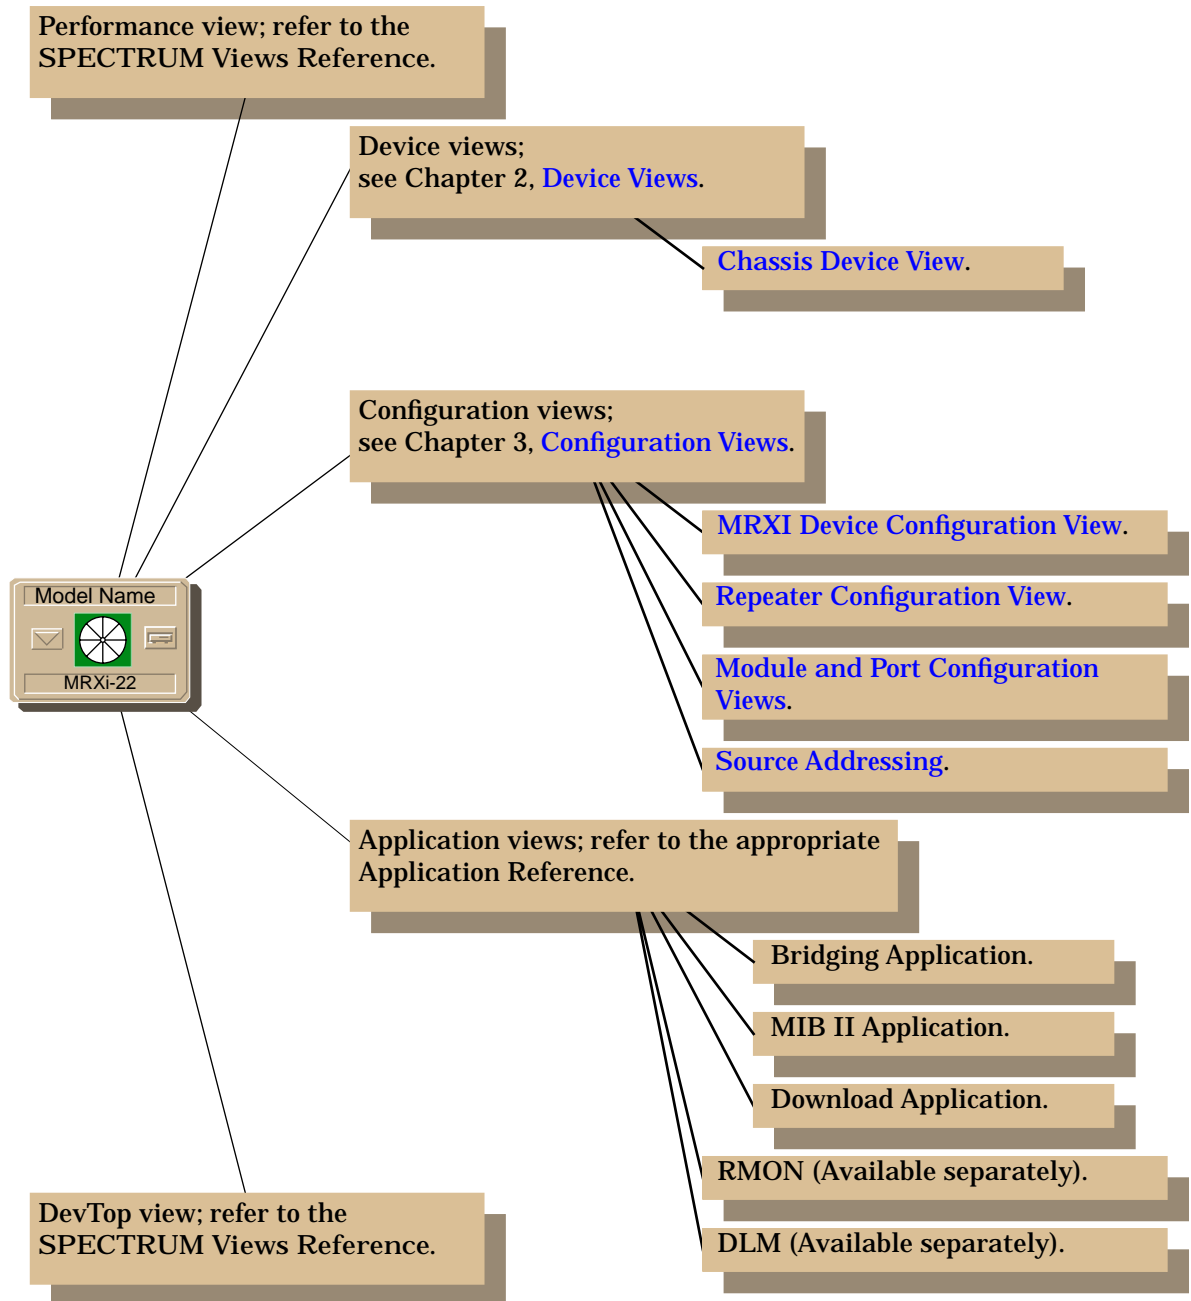 Performance view; refer to the
SPECTRUM Views Reference.
Device views;
see Chapter 2, Device Views.
Chassis Device View.
Configuration views;
see Chapter 3, Configuration Views.
MRXI Device Configuration View.
Repeater Configuration View.
Module and Port Configuration
Views.
Source Addressing.
Model Name
MRXi-22
Application views; refer to the appropriate
Application Reference.
Bridging Application.
MIB II Application.
Download Application.
RMON (Available separately).
DLM (Available separately).
DevTop view; refer to the
SPECTRUM Views Reference.